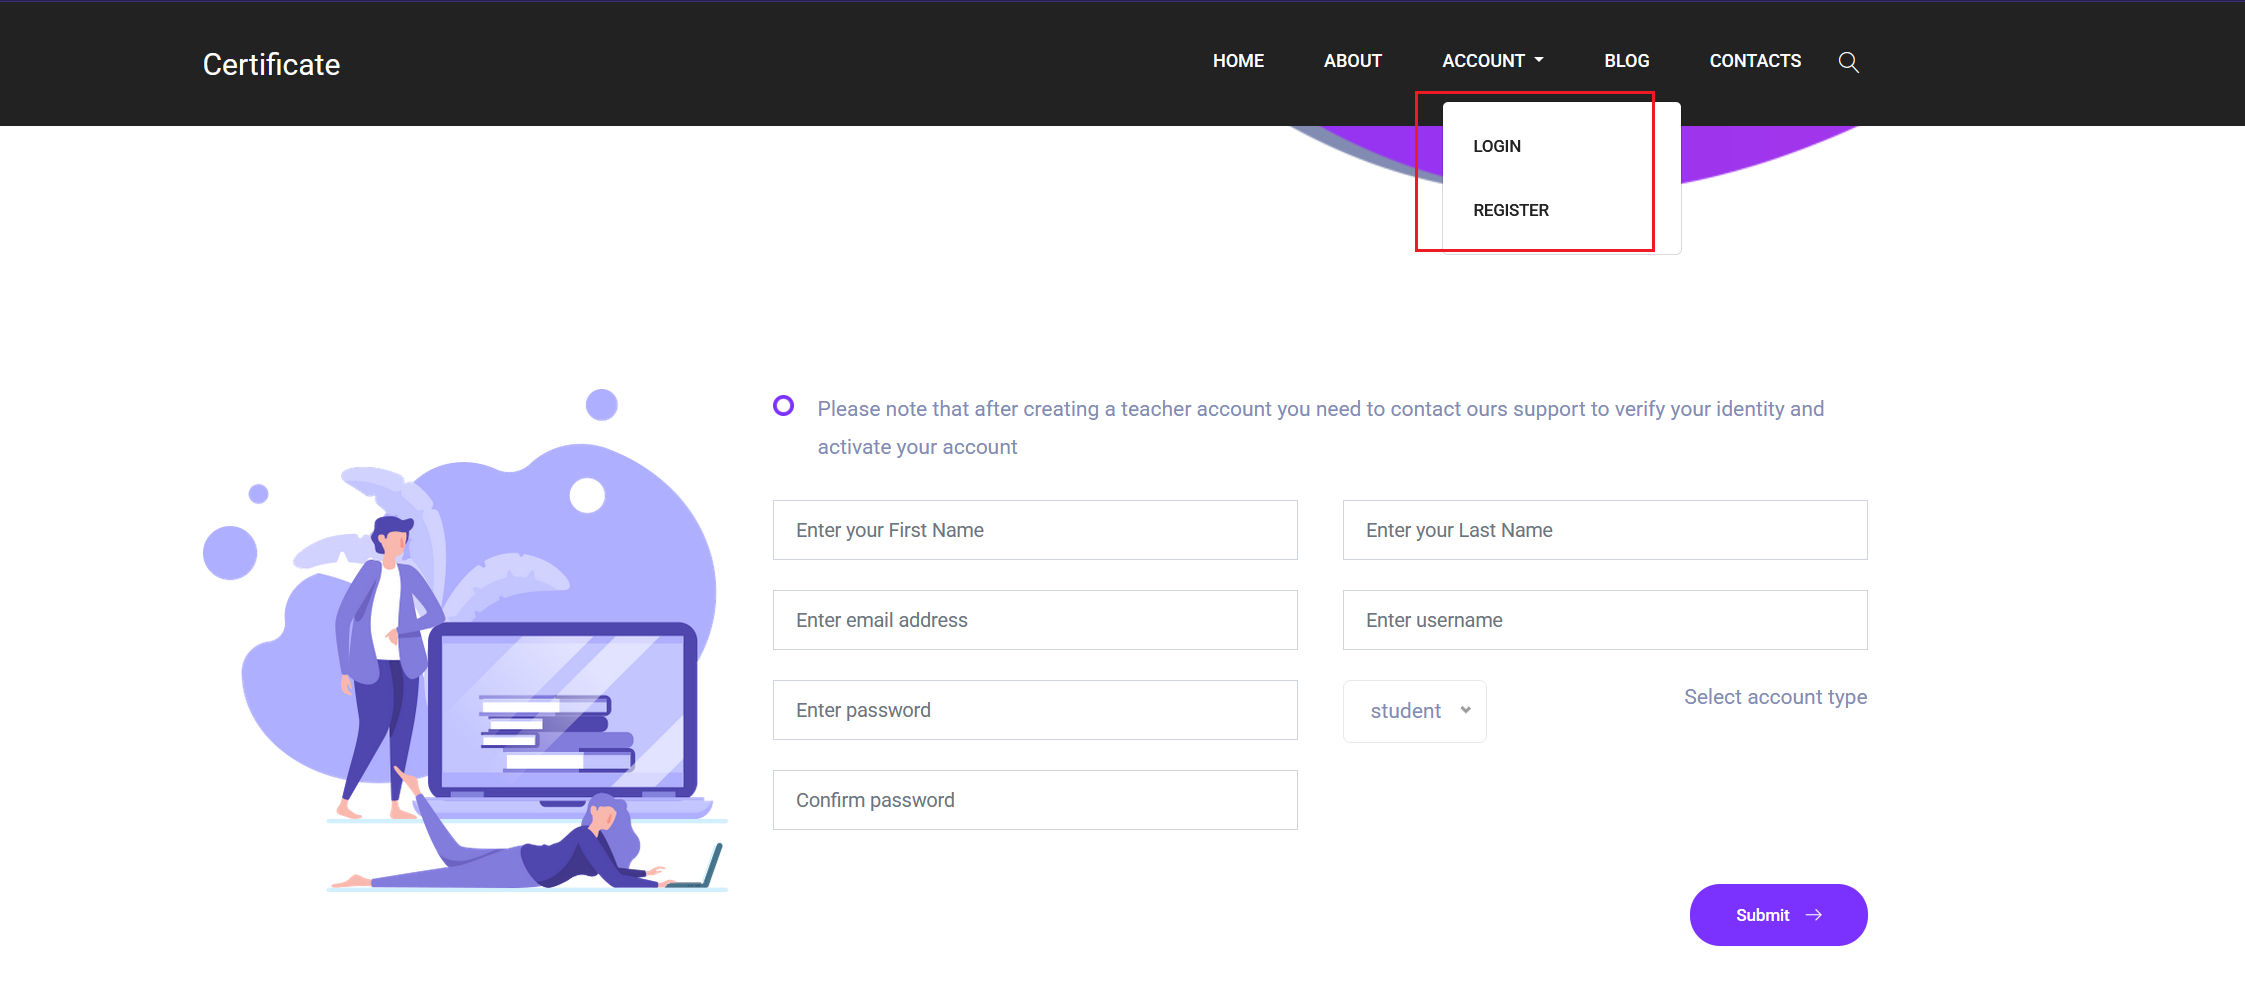 Certificate
HOME ABOUT ACCOUNT BLOG CONTACTS
LOGIN
REGISTER
Please note that after creating a teacher account you need to contact ours support to verify your identity and
activate your account
Enter your First Name
Enter your Last Name
Enter email address
Enter username
Enter password
student
Select account type
Confirm password
Submit